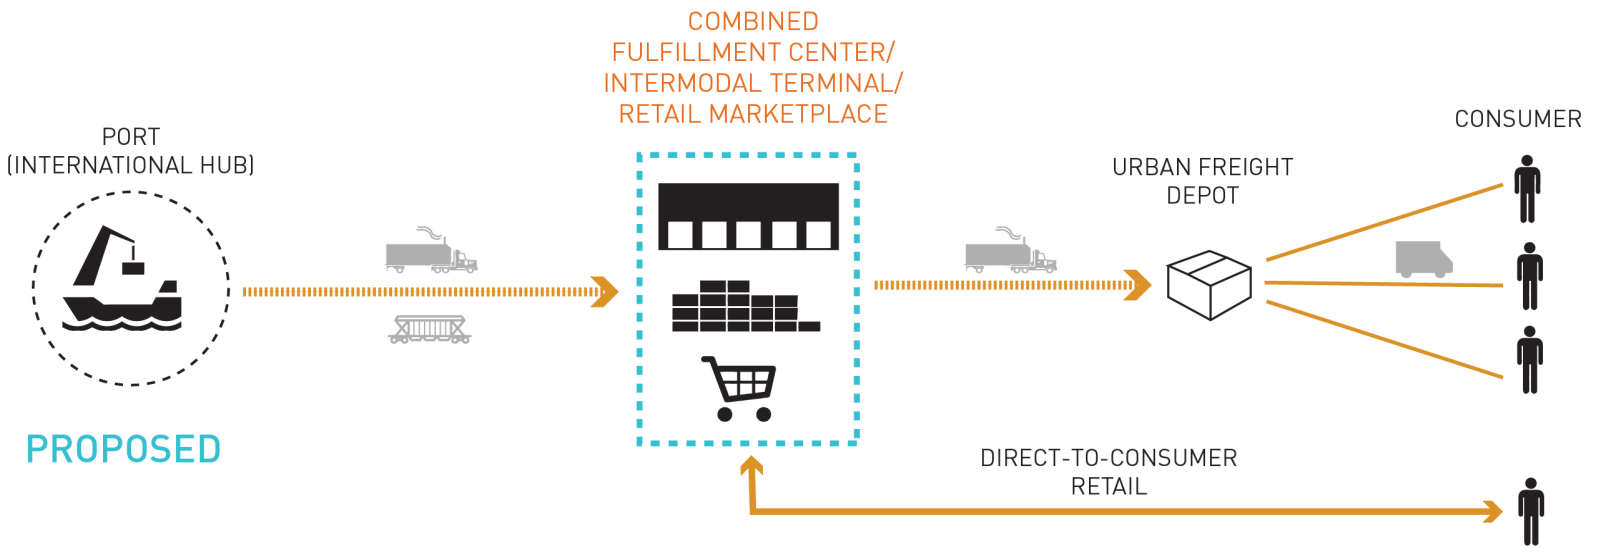 COMBINED
FULFILLMENT CENTER/
INTERMODAL TERMINAL/
RETAIL MARKETPLACE
PORT
(INTERNATIONAL HUB)
URBAN FREIGHT
DEPOT
CONSUMER
PROPOSED
DIRECT-TO-CONSUMER
RETAIL